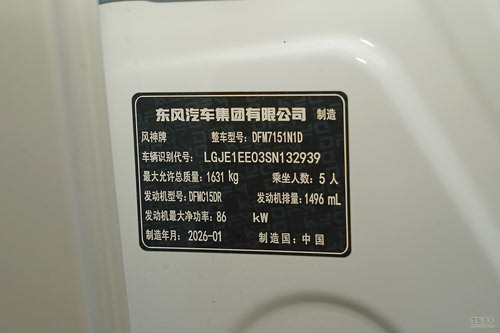 东风汽车集团有限公司 制造
风神牌 整车型号: DFM7151N1D
车辆识别代号: LGJE1EE03SN132939
最大允许总质量: 1631 kg 乘坐人数: 5 人
发动机型号: DFMC15DR 发动机排量: 1496 mL
发动机最大净功率: 86 kW
制造年月: 2026-01 制造国: 中国